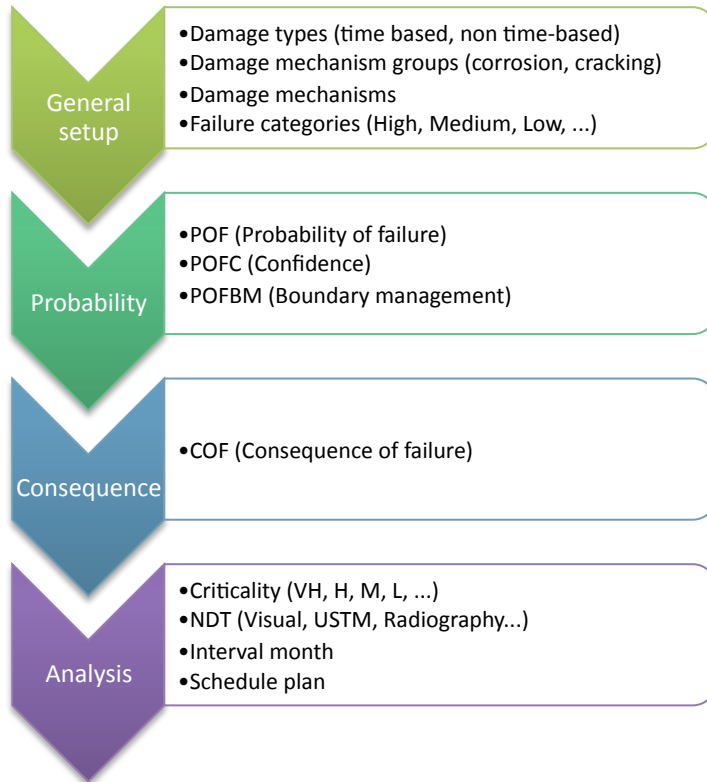 General
setup
•Damage types (time based, non time-based)
•Damage mechanism groups (corrosion, cracking)
•Damage mechanisms
•Failure categories (High, Medium, Low, ...)
Probability
•POF (Probability of failure)
•POFC (Confidence)
•POFBM (Boundary management)
Consequence
•COF (Consequence of failure)
Analysis
•Criticality (VH, H, M, L, ...)
•NDT (Visual, USTM, Radiography...)
•Interval month
•Schedule plan